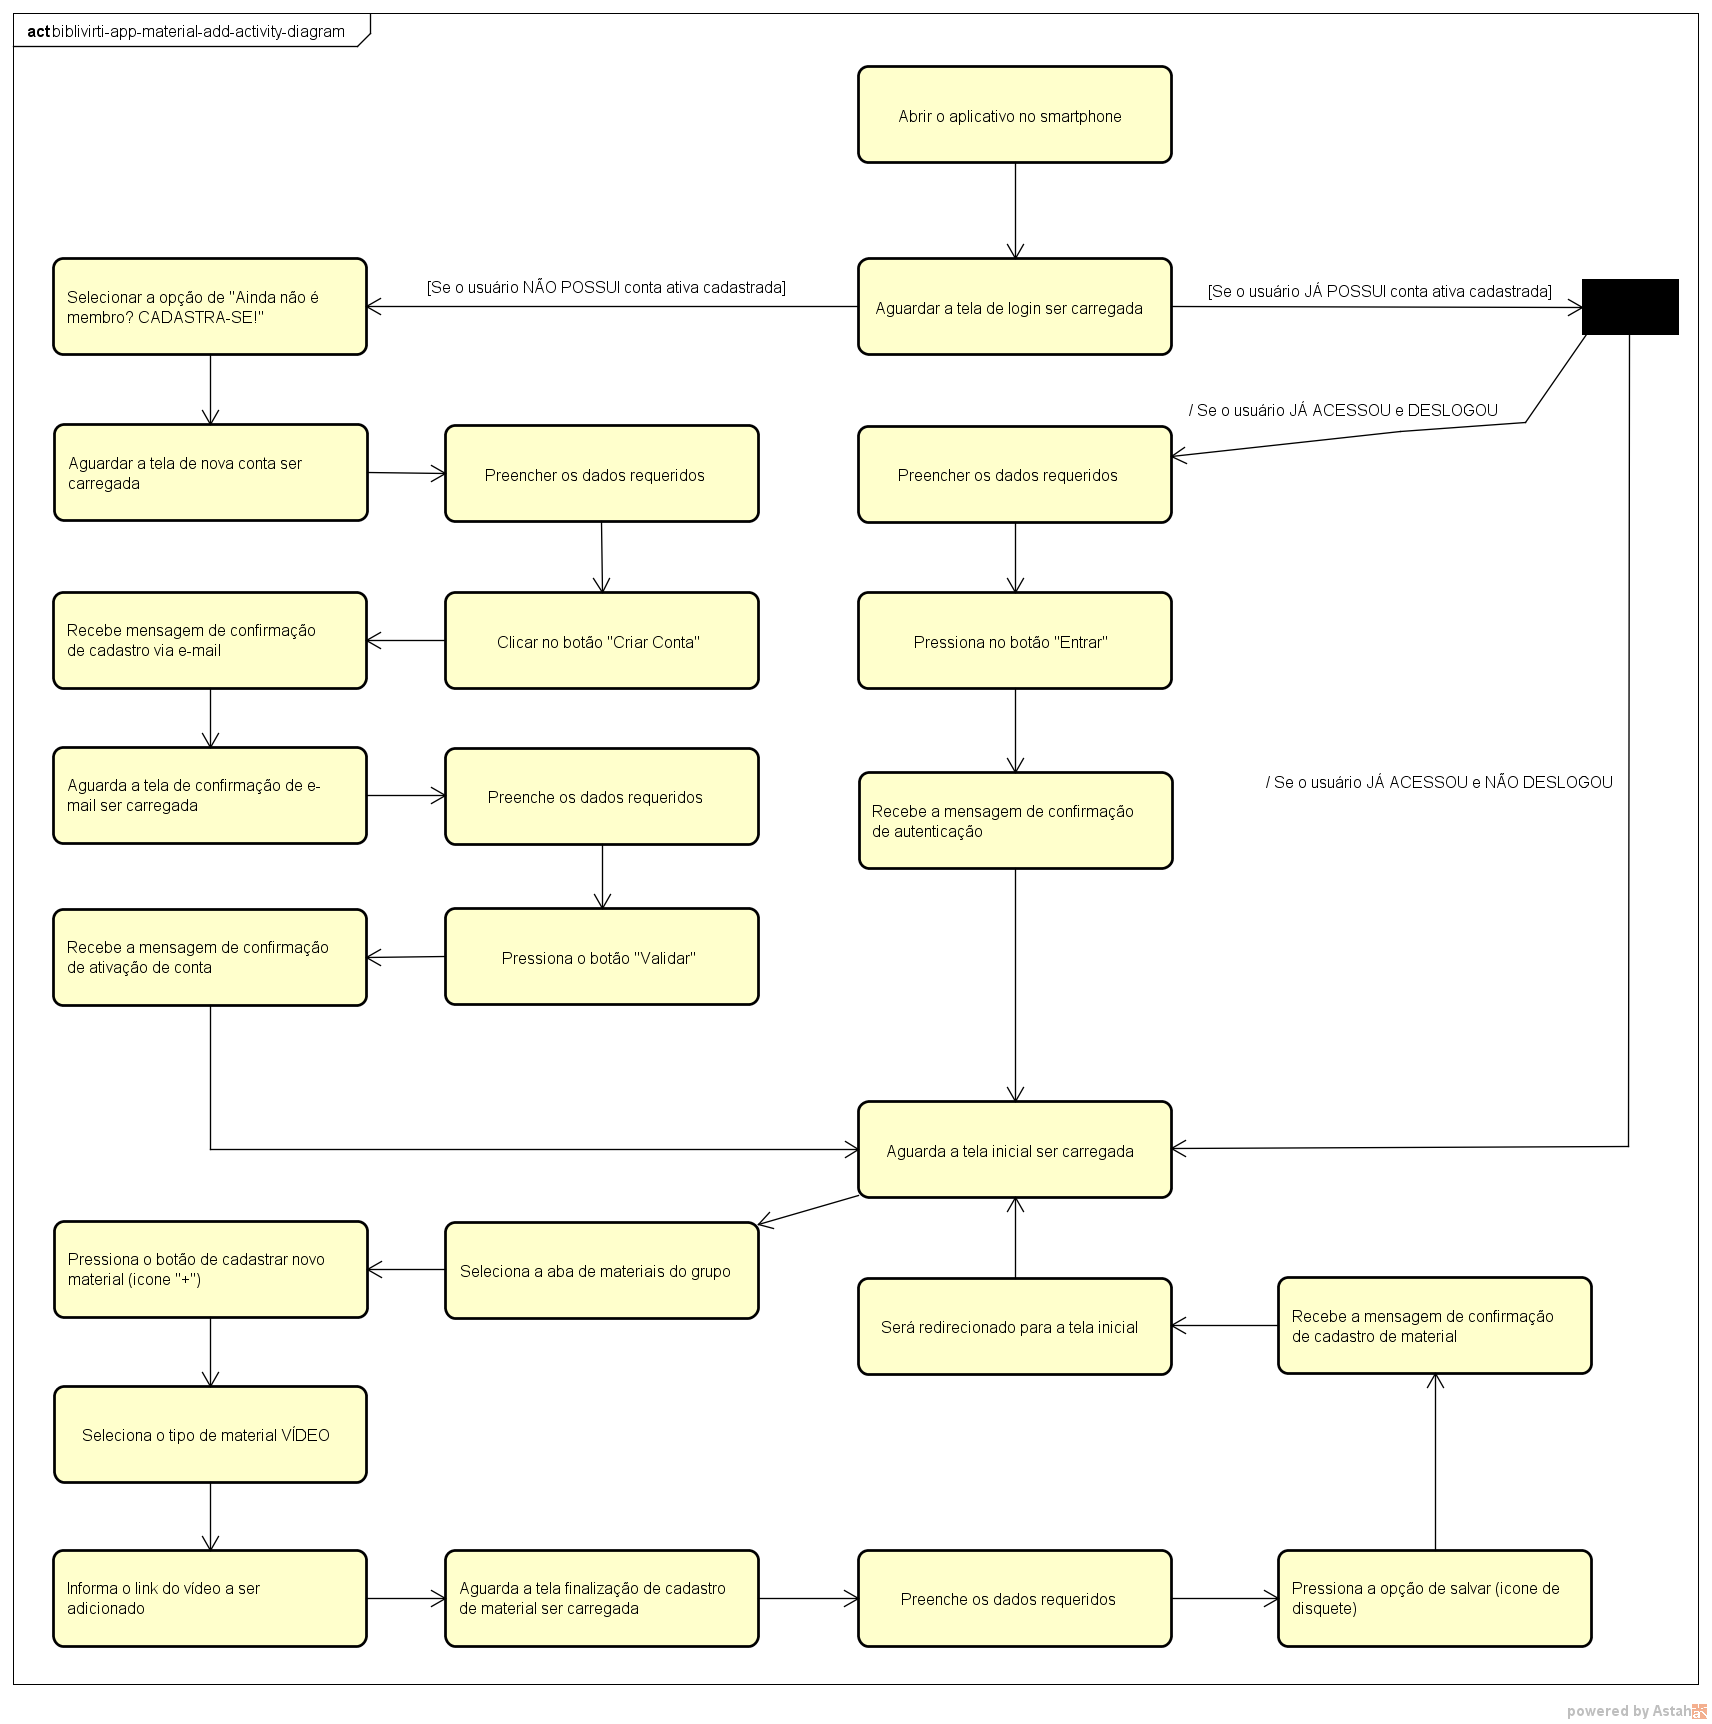 act biblivirti-app-material-add-activity-diagram
Abrir o aplicativo no smartphone
[Se o usuário NÃO POSSUI conta ativa cadastrada]
[Se o usuário JÁ POSSUI conta ativa cadastrada]
Selecionar a opção de "Ainda não é
membro? CADASTRA-SE!"
Aguardar a tela de login ser carregada
/ Se o usuário JÁ ACESSOU e DESLOGOU
Aguardar a tela de nova conta ser
carregada
Preencher os dados requeridos
Preencher os dados requeridos
Recebe mensagem de confirmação
de cadastro via e-mail
Clicar no botão "Criar Conta"
Pressiona no botão "Entrar"
Aguarda a tela de confirmação de e-
mail ser carregada
Preenche os dados requeridos
Recebe a mensagem de confirmação
de autenticação
/ Se o usuário JÁ ACESSOU e NÃO DESLOGOU
Recebe a mensagem de confirmação
de ativação de conta
Pressiona o botão "Validar"
Aguarda a tela inicial ser carregada
Pressiona o botão de cadastrar novo
material (icone "+")
Seleciona a aba de materiais do grupo
Será redirecionado para a tela inicial
Recebe a mensagem de confirmação
de cadastro de material
Seleciona o tipo de material VÍDEO
Informa o link do vídeo a ser
adicionado
Aguarda a tela finalização de cadastro
de material ser carregada
Preenche os dados requeridos
Pressiona a opção de salvar (icone de
disquete)
powered by Astah